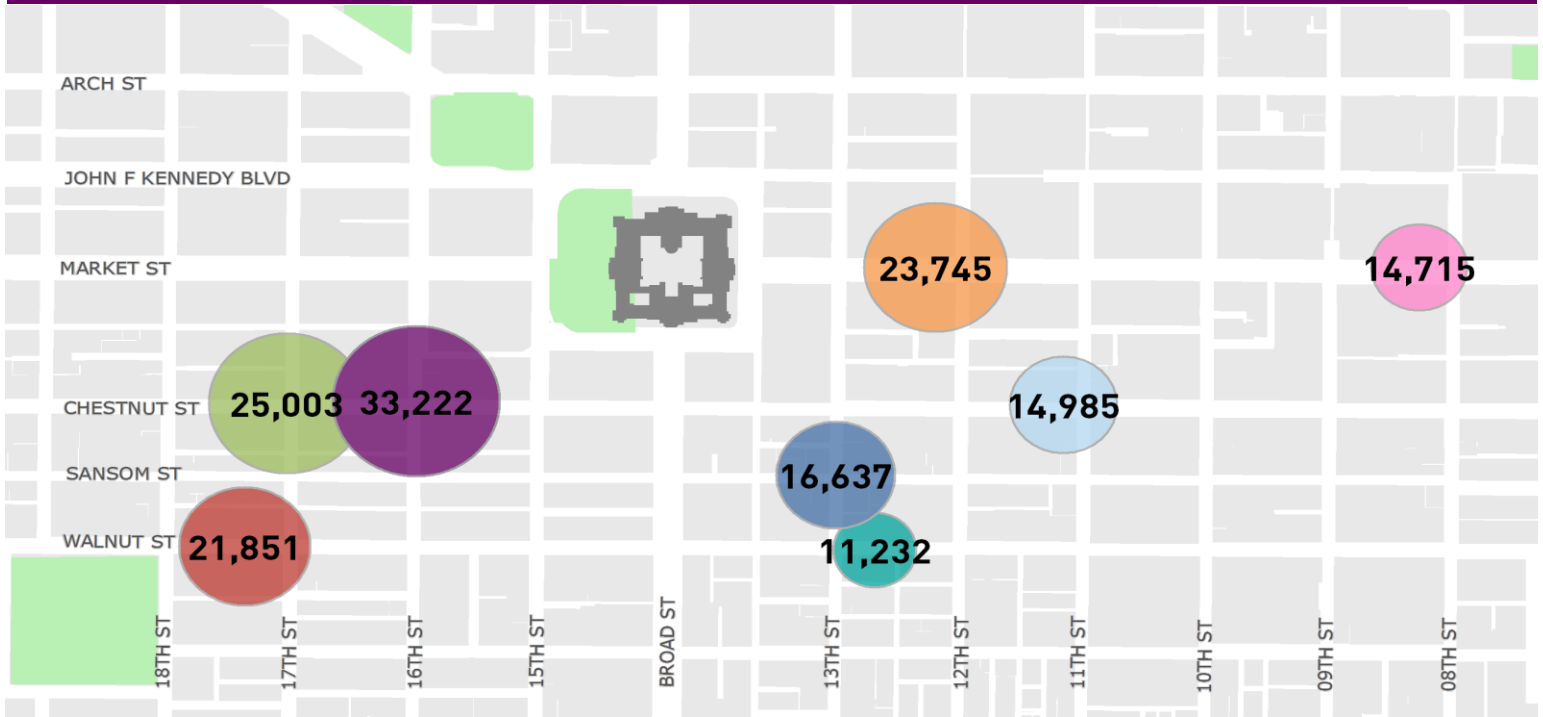 ARCH ST
JOHN F KENNEDY BLVD
MARKET ST
23,745
14,715
CHESTNUT ST
25,003
33,222
14,985
SANSOM ST
16,637
WALNUT ST
21,851
11,232
18TH ST
17TH ST
16TH ST
15TH ST
BROAD ST
13TH ST
12TH ST
11TH ST
10TH ST
09TH ST
08TH ST